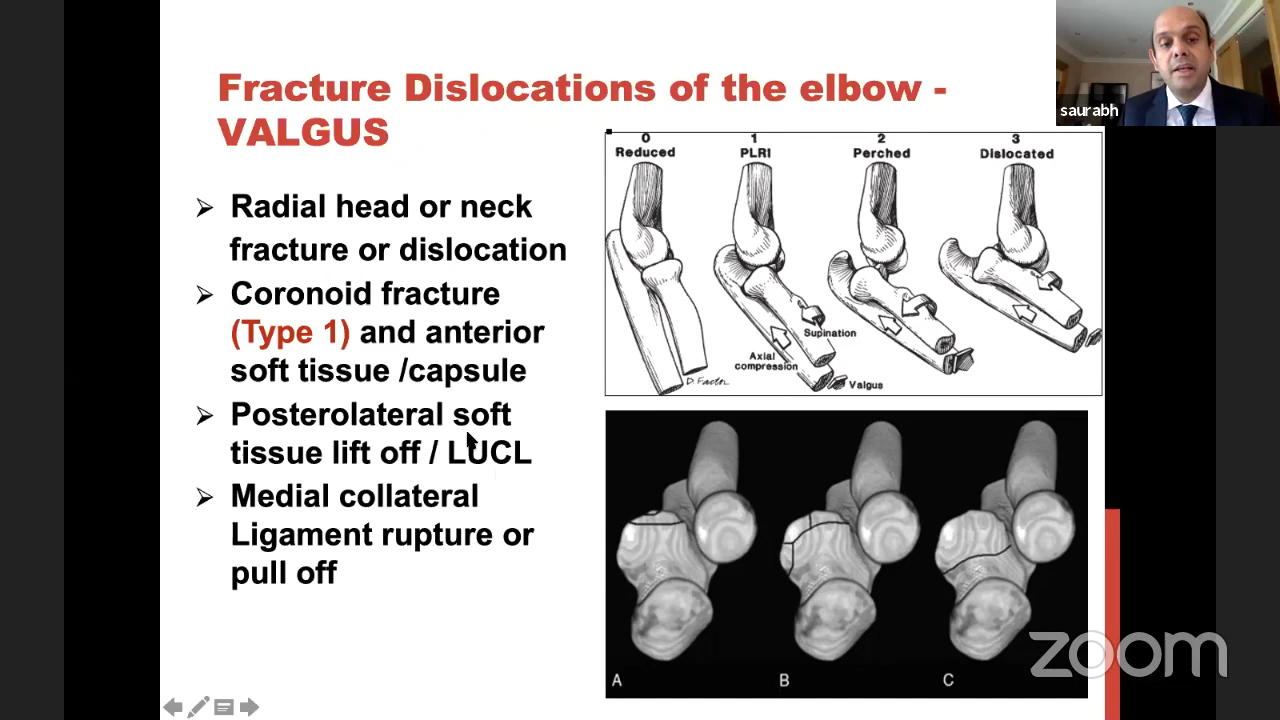 Fracture Dislocations of the elbow -
VALGUS
Radial head or neck
fracture or dislocation
Coronoid fracture
(Type 1) and anterior
soft tissue /capsule
Posterolateral soft
tissue lift off / LUCL
Medial collateral
Ligament rupture or
pull off
0
Reduced
1
PLRI
2
Perched
3
Dislocated
Supination
Axial
compression
Valgus
D. Factor
A
B
C
saurabh
zoom